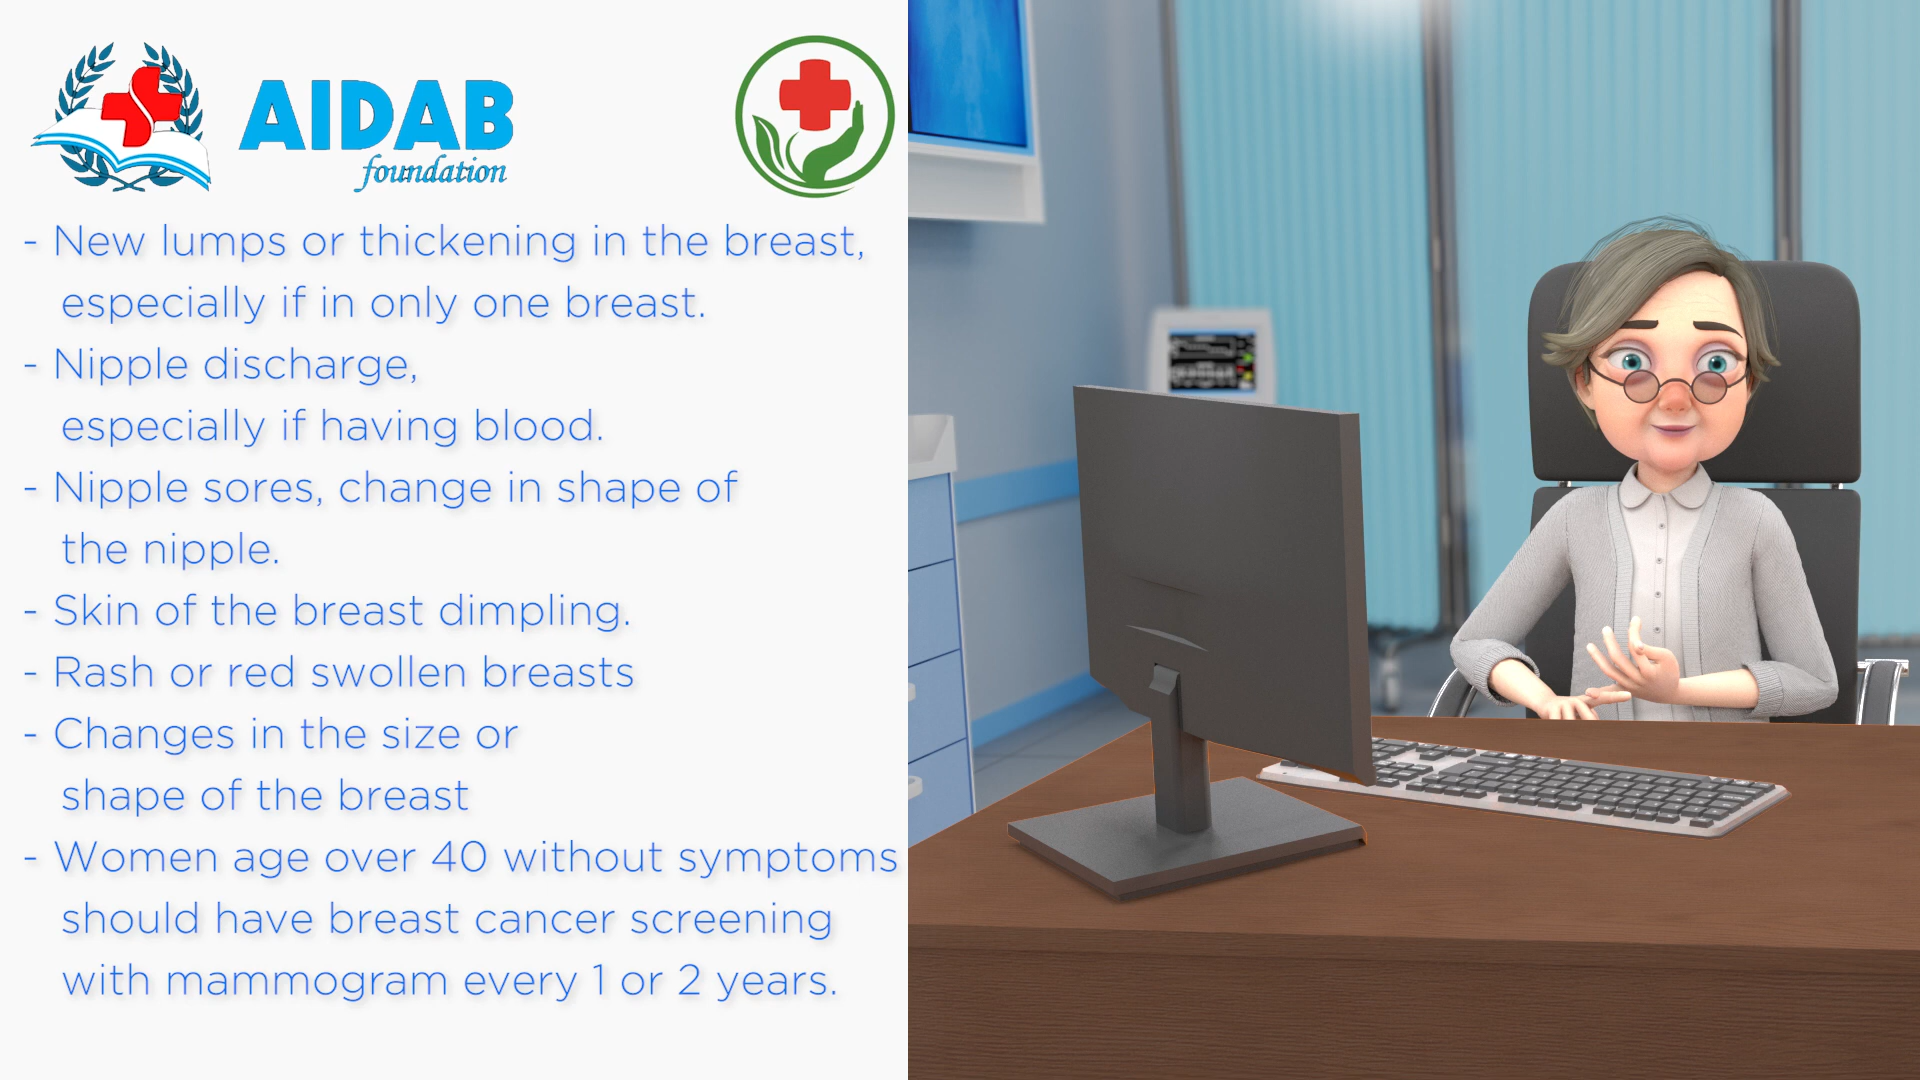 AIDAB
foundation
- New lumps or thickening in the breast,
especially if in only one breast.
- Nipple discharge,
especially if having blood.
- Nipple sores, change in shape of
the nipple.
- Skin of the breast dimpling.
- Rash or red swollen breasts
- Changes in the size or
shape of the breast
- Women age over 40 without symptoms
should have breast cancer screening
with mammogram every 1 or 2 years.